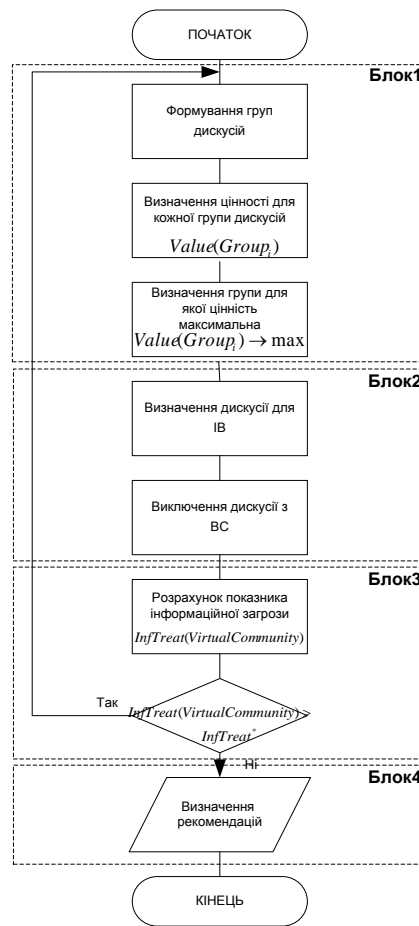 ПОЧАТОК
Блок1
Формування груп
дискусій
Визначення цінності для
кожної групи дискусій
Value(Group_i)
Визначення групи для
якої цінність
максимальна
Value(Group_i) → max
Блок2
Визначення дискусії для
ІВ
Виключення дискусії з
ВС
Блок3
Розрахунок показника
інформаційної загрози
InfTreat(VirtualCommunity)
Так
InfTreat(VirtualCommunity) >
InfTreat*
Ні
Блок4
Визначення
рекомендацій
КІНЕЦЬ